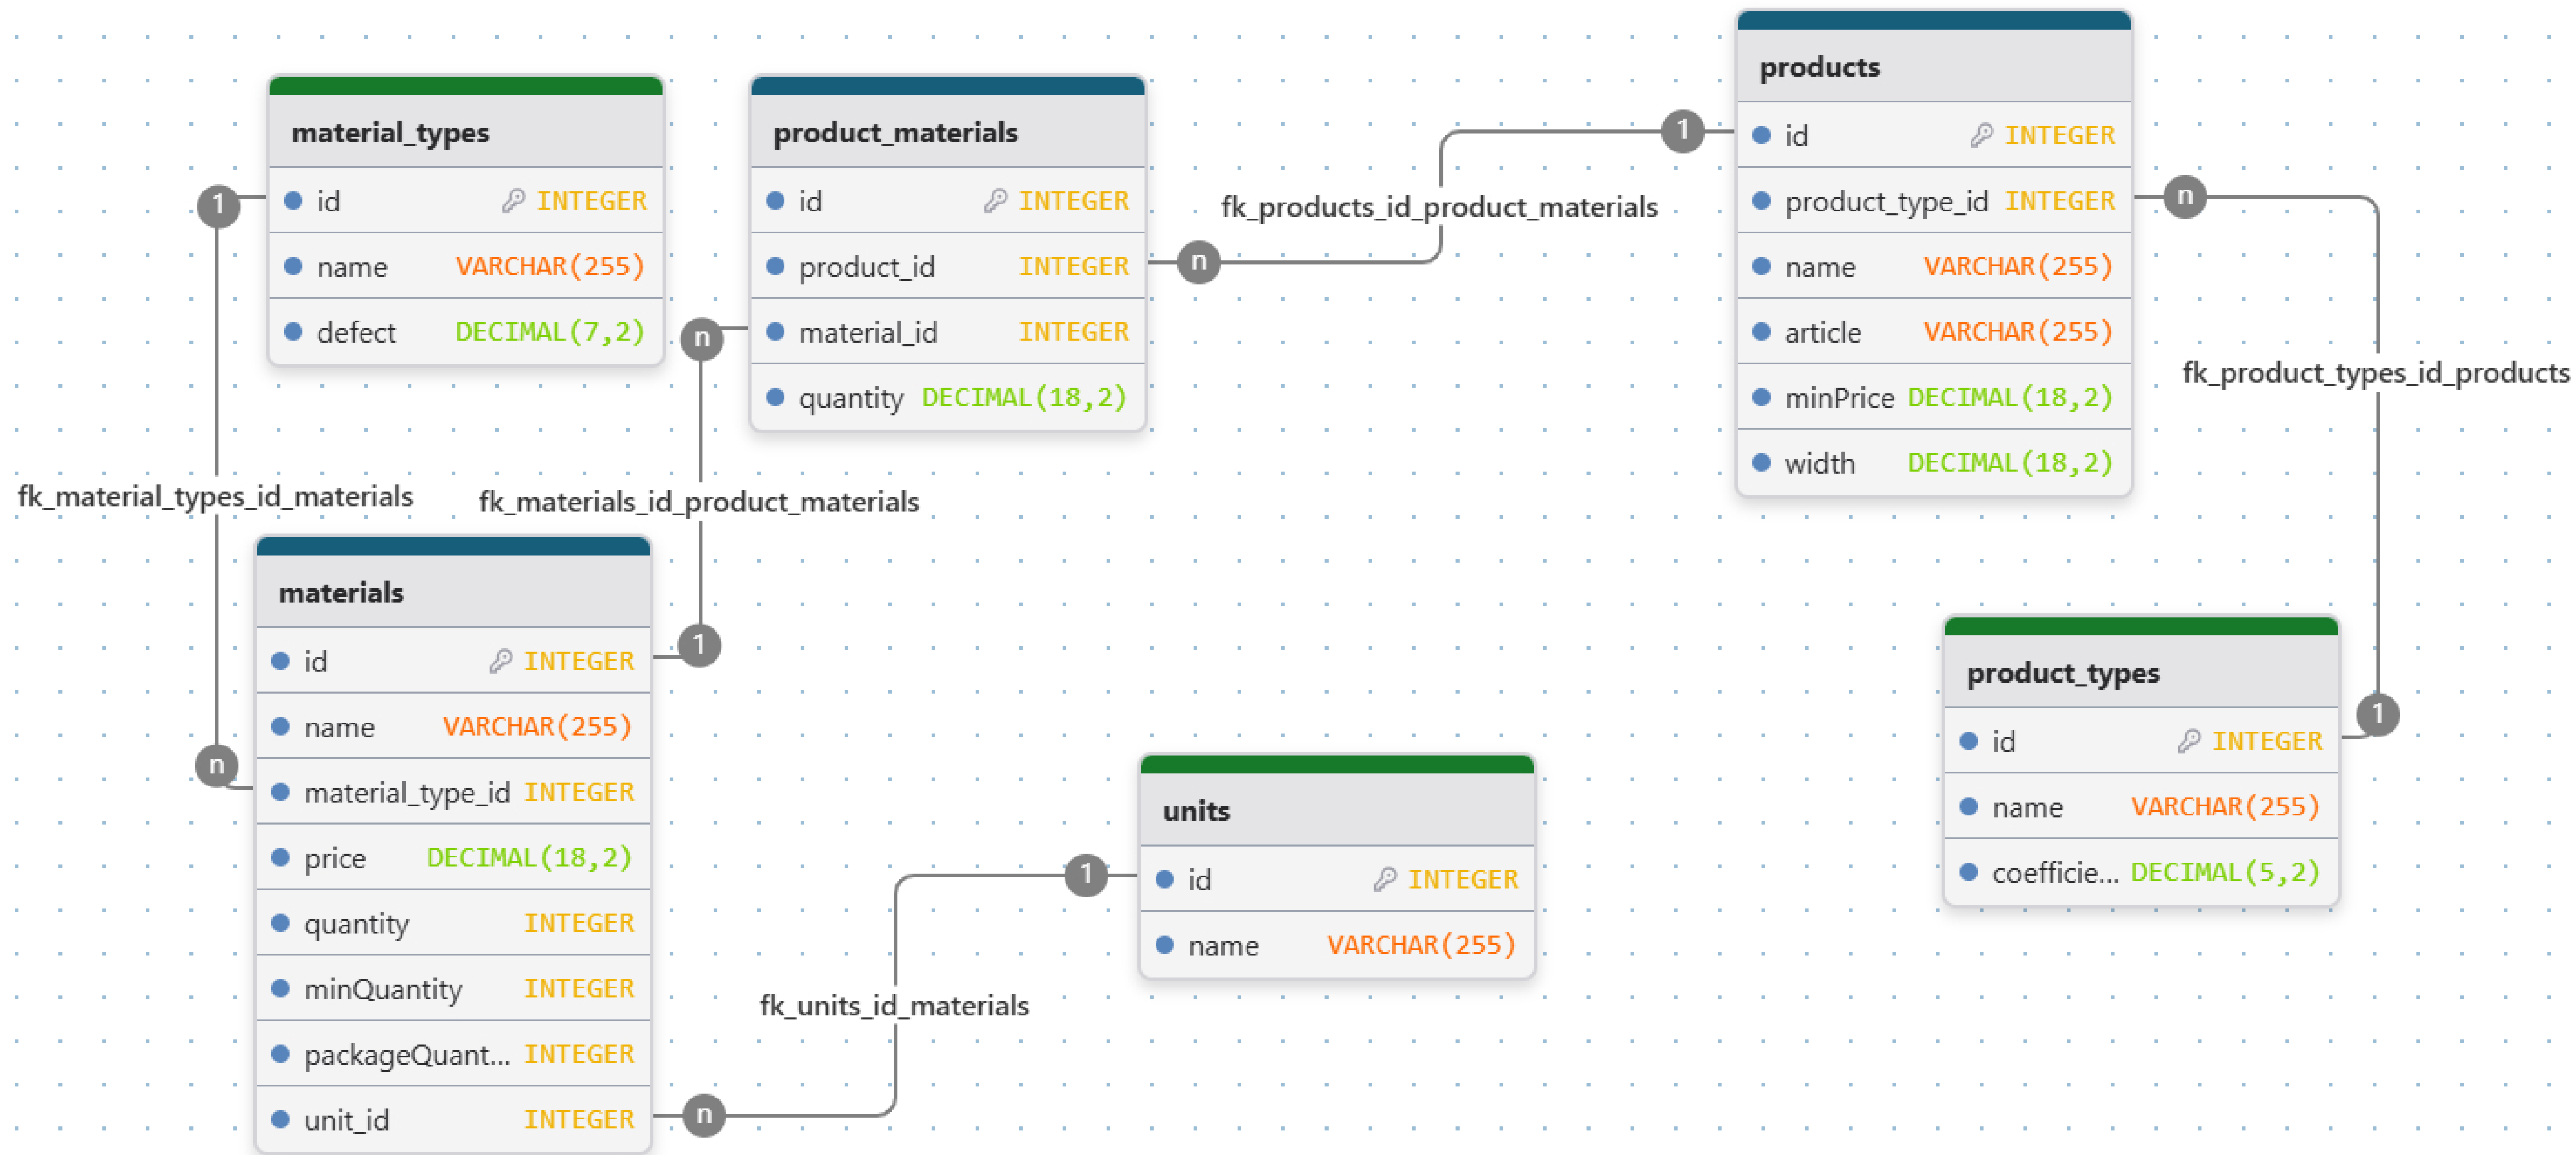 material_types
id INTEGER
name VARCHAR(255)
defect DECIMAL(7,2)
product_materials
id INTEGER
product_id INTEGER
material_id INTEGER
quantity DECIMAL(18,2)
products
id INTEGER
product_type_id INTEGER
name VARCHAR(255)
article VARCHAR(255)
minPrice DECIMAL(18,2)
width DECIMAL(18,2)
1
n
fk_material_types_id_materials
n
1
fk_materials_id_product_materials
n
1
fk_products_id_product_materials
n
1
fk_product_types_id_products
materials
id INTEGER
name VARCHAR(255)
material_type_id INTEGER
price DECIMAL(18,2)
quantity INTEGER
minQuantity INTEGER
packageQuant... INTEGER
unit_id INTEGER
n
1
fk_units_id_materials
units
id INTEGER
name VARCHAR(255)
product_types
id INTEGER
name VARCHAR(255)
coefficie... DECIMAL(5,2)